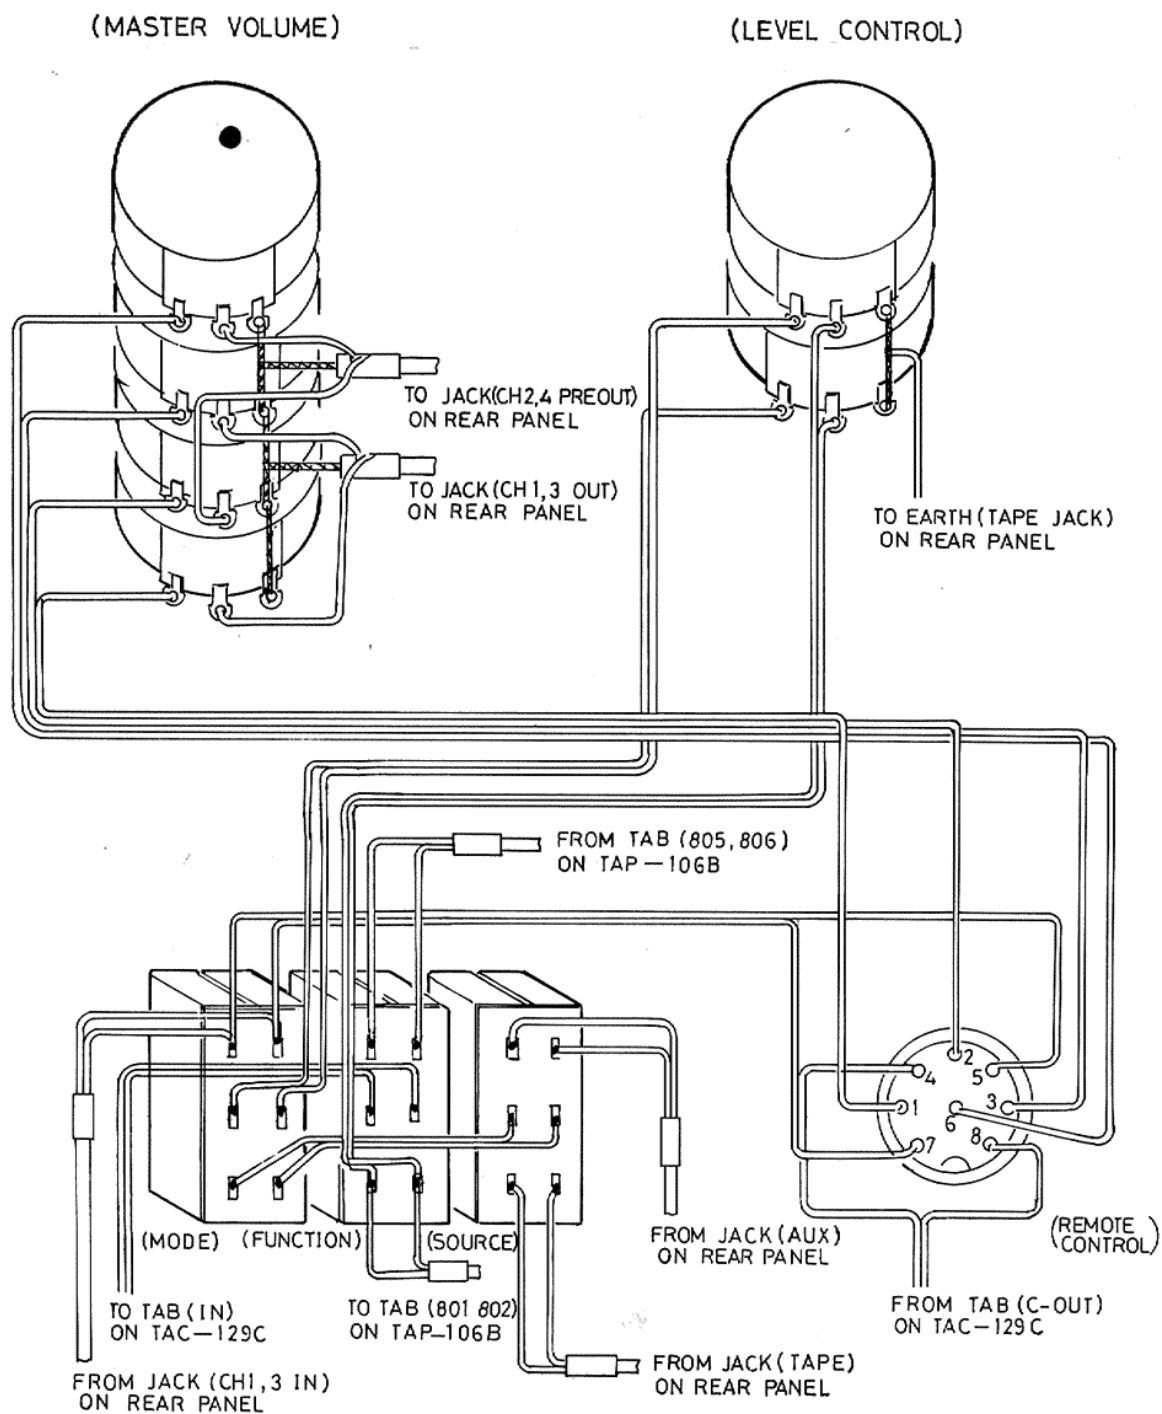 (MASTER VOLUME)
(LEVEL CONTROL)
TO JACK(CH2,4 PREOUT)
ON REAR PANEL
TO JACK(CH1,3 OUT)
ON REAR PANEL
TO EARTH(TAPE JACK)
ON REAR PANEL
FROM TAB (805,806)
ON TAP-106B
2
4
5
1
3
6
7
8
(MODE)
(FUNCTION)
(SOURCE)
FROM JACK(AUX)
ON REAR PANEL
(REMOTE
CONTROL)
TO TAB(IN)
ON TAC-129C
TO TAB(801 802)
ON TAP-106B
FROM TAB (C-OUT)
ON TAC-129C
FROM JACK(TAPE)
ON REAR PANEL
FROM JACK (CH1,3 IN)
ON REAR PANEL